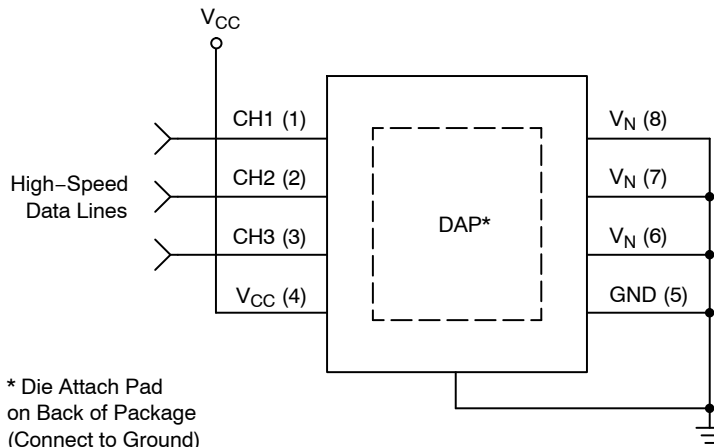 VCC
CH1 (1)
CH2 (2)
CH3 (3)
VCC (4)
High−Speed
Data Lines
DAP*
VN (8)
VN (7)
VN (6)
GND (5)
* Die Attach Pad
on Back of Package
(Connect to Ground)